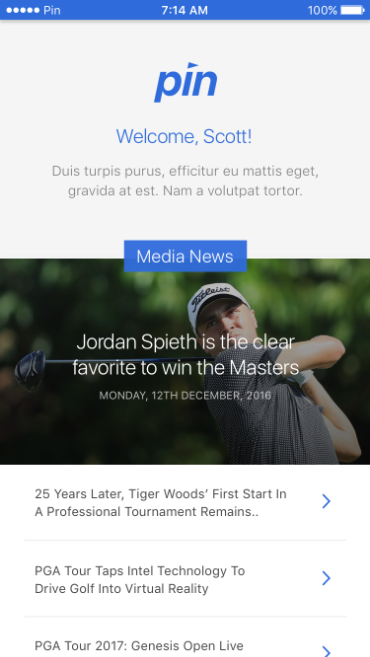 Pin
7:14 AM
100%
pin
Welcome, Scott!
Duis turpis purus, efficitur eu mattis eget,
gravida at est. Nam a volutpat tortor.
Media News
Titleist
Jordan Spieth is the clear
favorite to win the Masters
MONDAY, 12TH DECEMBER, 2016
25 Years Later, Tiger Woods’ First Start In
A Professional Tournament Remains..
PGA Tour Taps Intel Technology To
Drive Golf Into Virtual Reality
PGA Tour 2017: Genesis Open Live